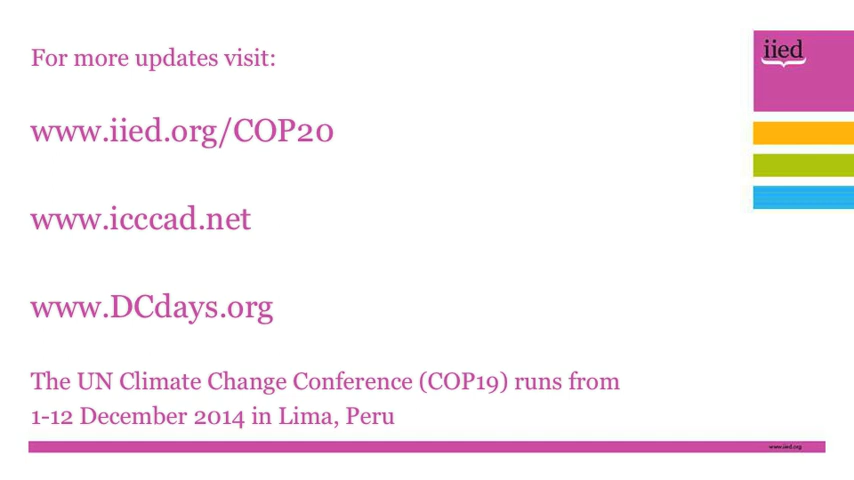 For more updates visit:
iied
www.iied.org/COP20
www.icccad.net
www.DCdays.org
The UN Climate Change Conference (COP19) runs from
1-12 December 2014 in Lima, Peru
www.iied.org